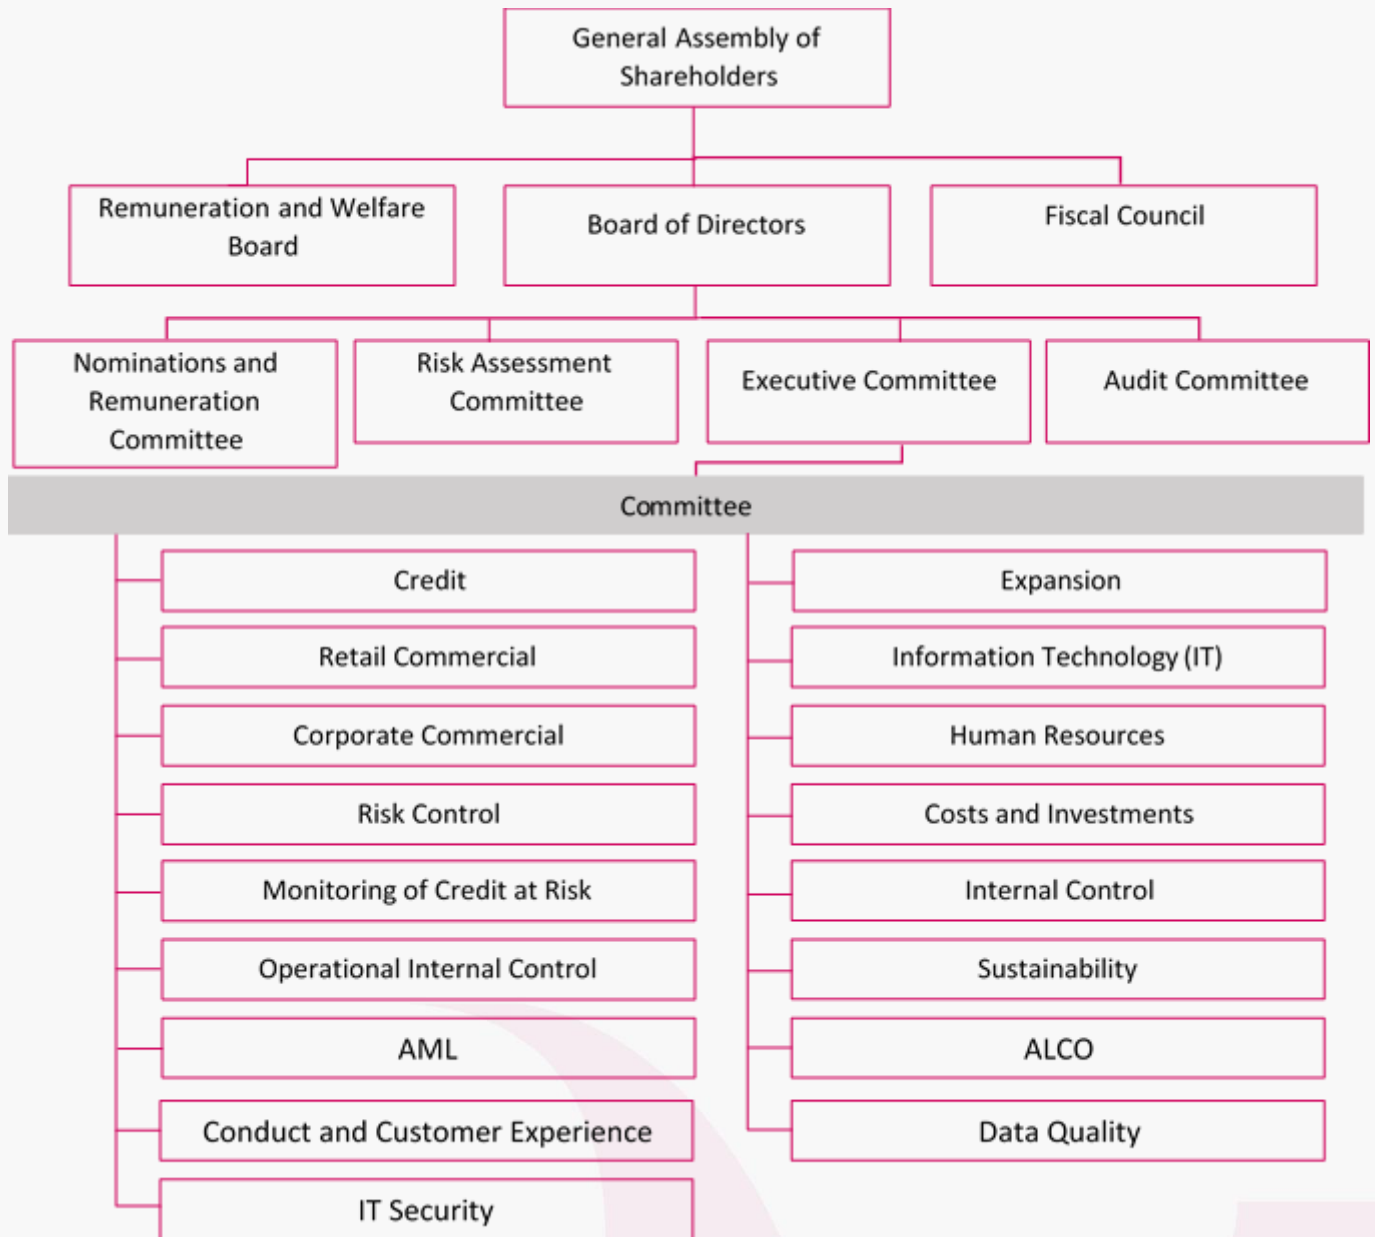 General Assembly of
Shareholders
Remuneration and Welfare
Board
Board of Directors
Fiscal Council
Nominations and
Remuneration
Committee
Risk Assessment
Committee
Executive Committee
Audit Committee
Committee
Credit
Expansion
Retail Commercial
Information Technology (IT)
Corporate Commercial
Human Resources
Risk Control
Costs and Investments
Monitoring of Credit at Risk
Internal Control
Operational Internal Control
Sustainability
AML
ALCO
Conduct and Customer Experience
Data Quality
IT Security